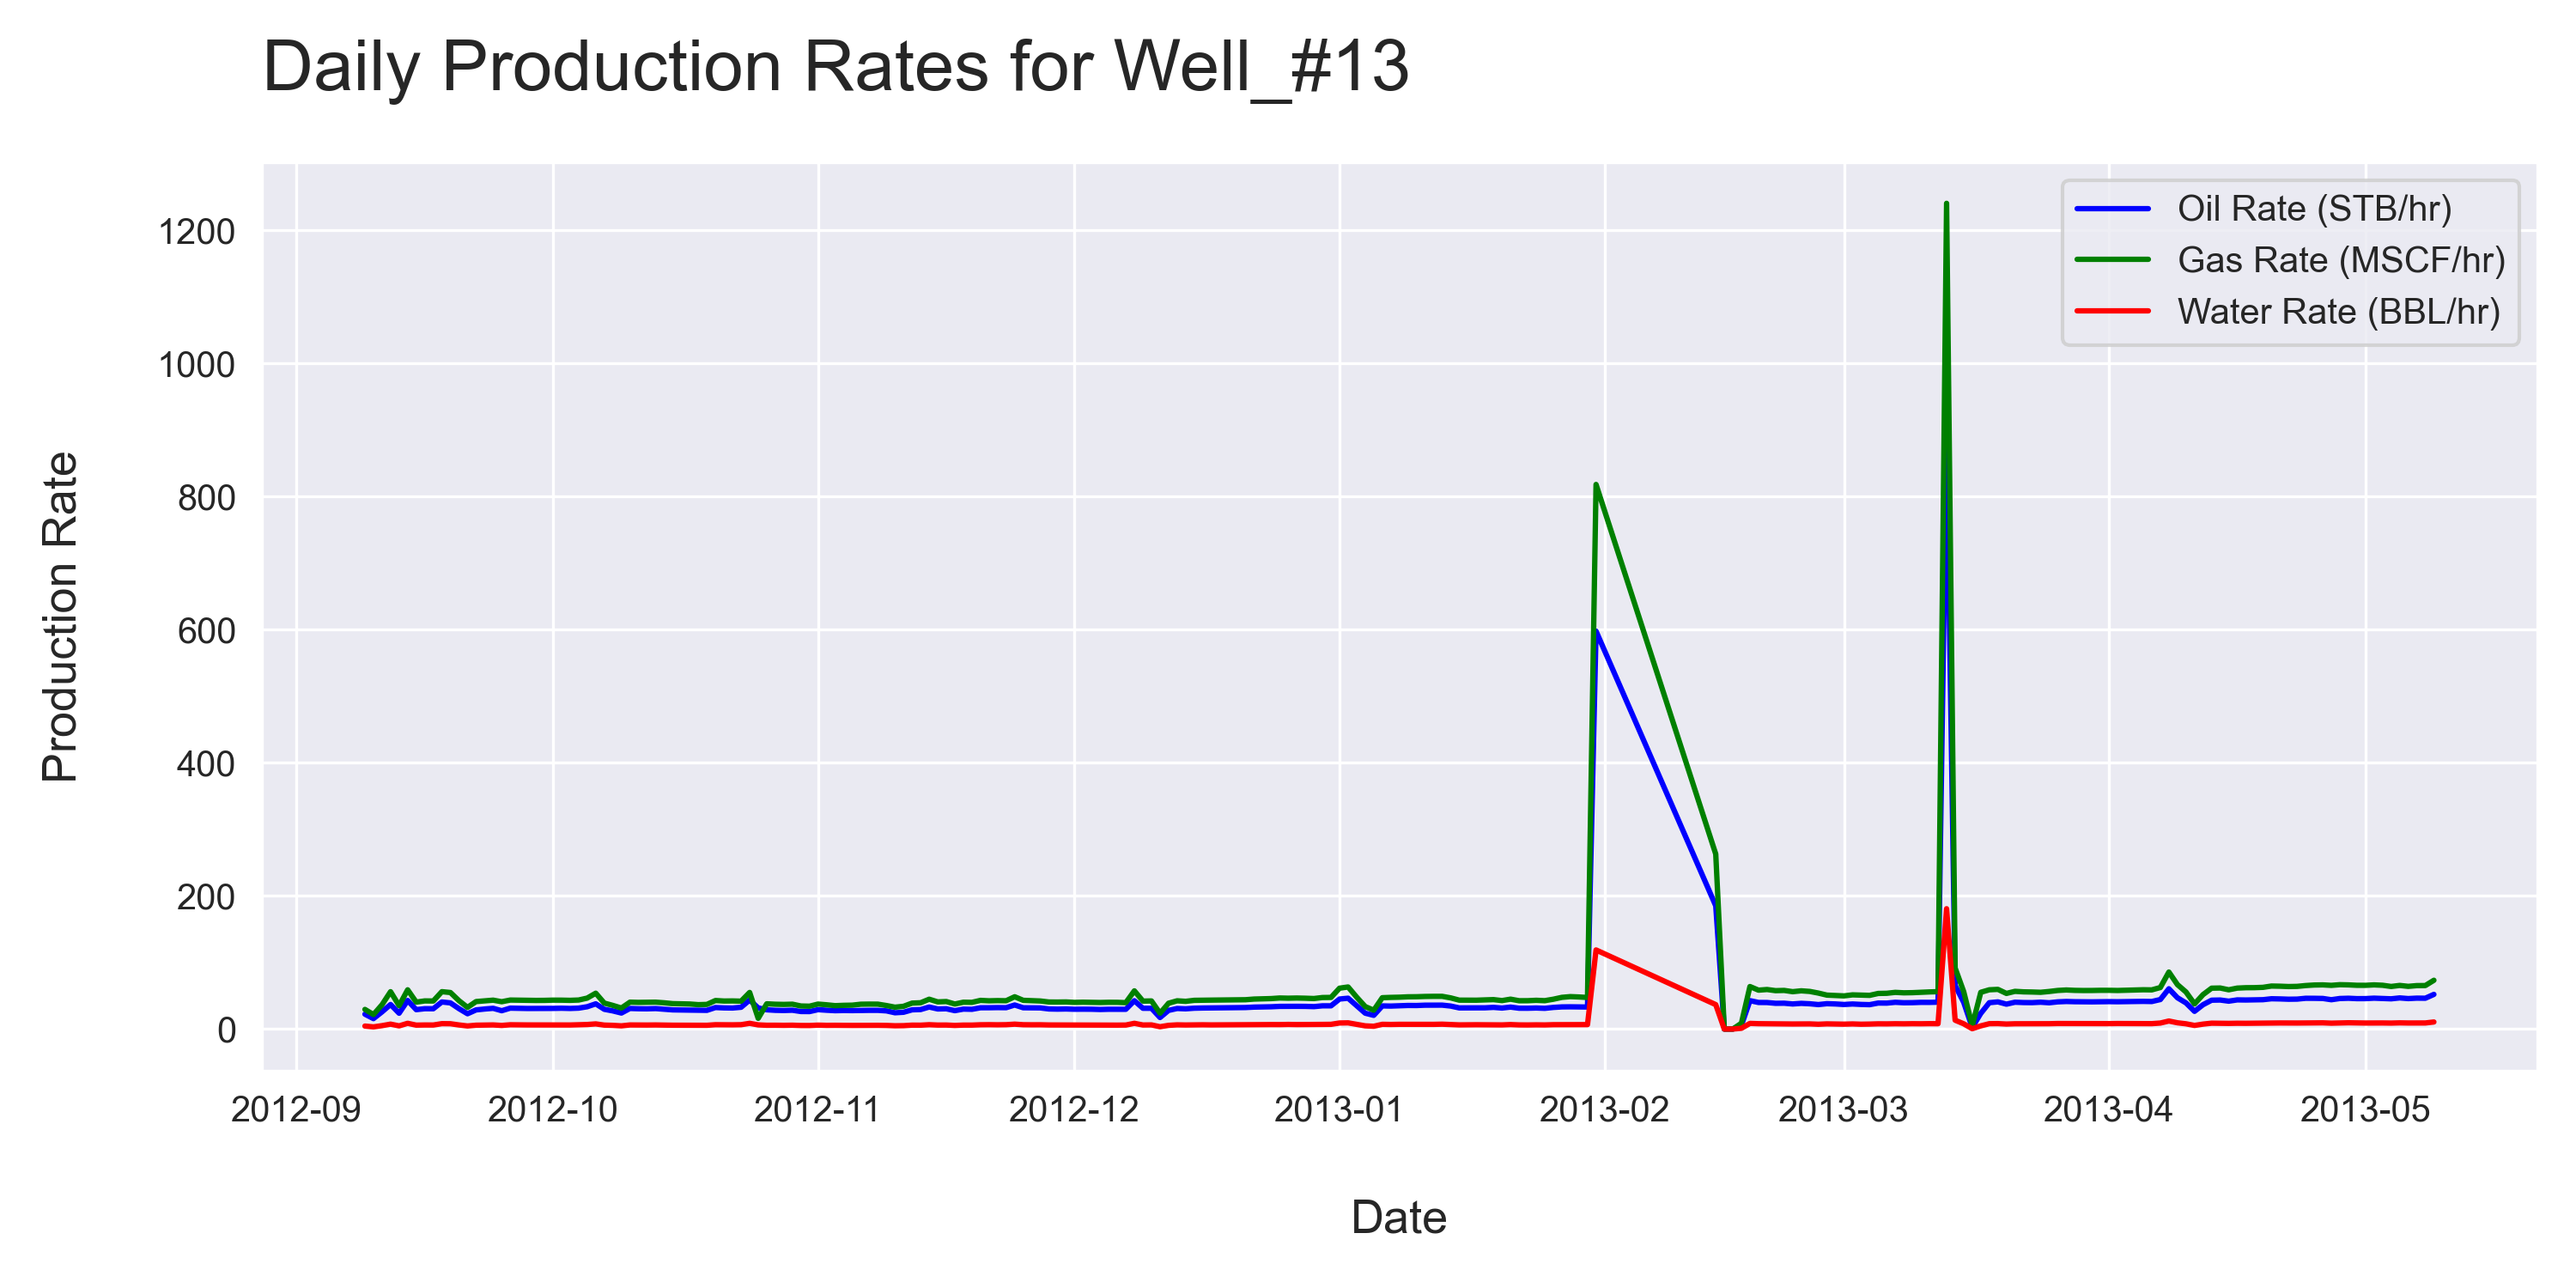 Daily Production Rates for Well_#13
Oil Rate (STB/hr)
Gas Rate (MSCF/hr)
Water Rate (BBL/hr)
1200
1000
800
600
400
200
0
Production Rate
2012-09 2012-10 2012-11 2012-12 2013-01 2013-02 2013-03 2013-04 2013-05
Date